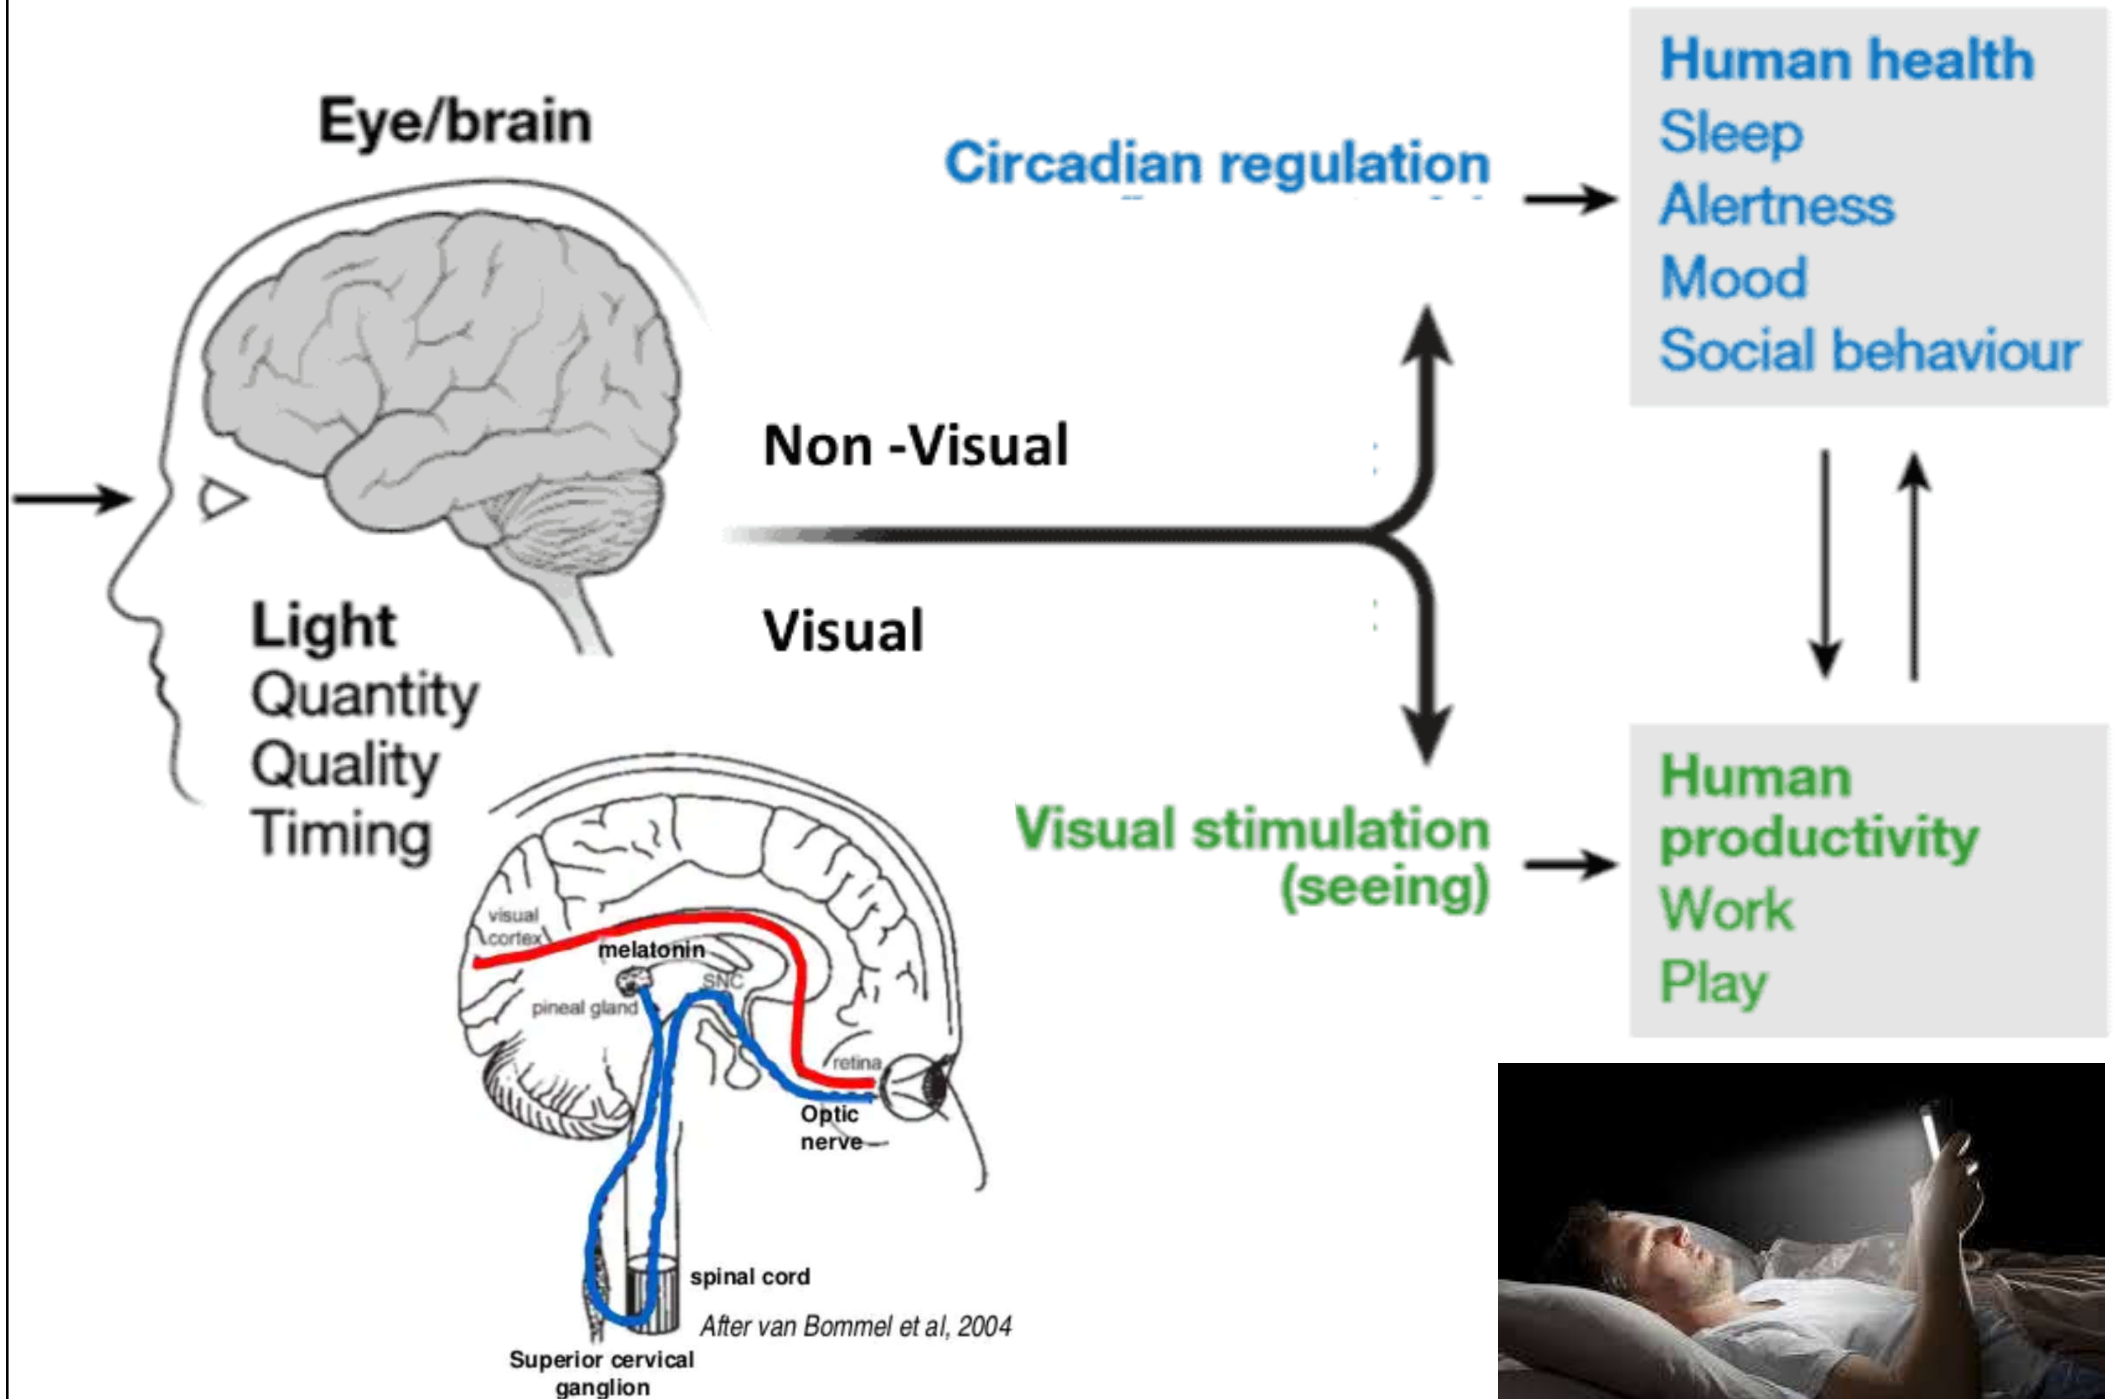 Eye/brain
Light
Quantity
Quality
Timing
Non -Visual
Visual
Circadian regulation
Human health
Sleep
Alertness
Mood
Social behaviour
Visual stimulation
(seeing)
Human
productivity
Work
Play
visual
cortex
melatonin
SNC
pineal gland
retina
Optic
nerve
spinal cord
After van Bommel et al, 2004
Superior cervical
ganglion